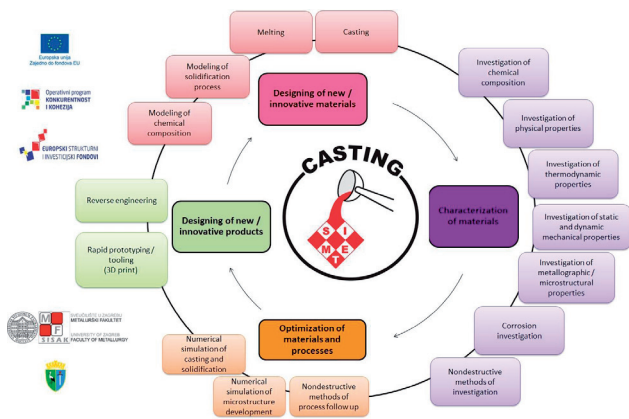 Europska unija
Zajedno do fondova EU
Operativni program
KONKURENTNOST
I KOHEZIJA
EUROPSKI STRUKTURNI
I INVESTICIJSKI FONDOVI
Melting
Casting
Modeling of
solidification
process
Modeling of
chemical
composition
Designing of new /
innovative materials
Investigation
of chemical
composition
Investigation of
physical properties
Investigation of
thermodynamic
properties
Investigation of static
and dynamic
mechanical properties
Investigation of
metallographic /
microstructural
properties
Corrosion
investigation
Nondestructive
methods of
investigation
Characterization
of materials
CASTING
S I
M E
T
Reverse engineering
Rapid prototyping /
tooling
(3D print)
Designing of new /
innovative products
Optimization of
materials and
processes
Numerical
simulation of
casting and
solidification
Numerical
simulation of
microstructure
development
Nondestructive
methods of
process follow up
M F
SISAK
SVEUČILIŠTE U ZAGREBU
METALURŠKI FAKULTET
UNIVERSITY OF ZAGREB
FACULTY OF METALLURGY